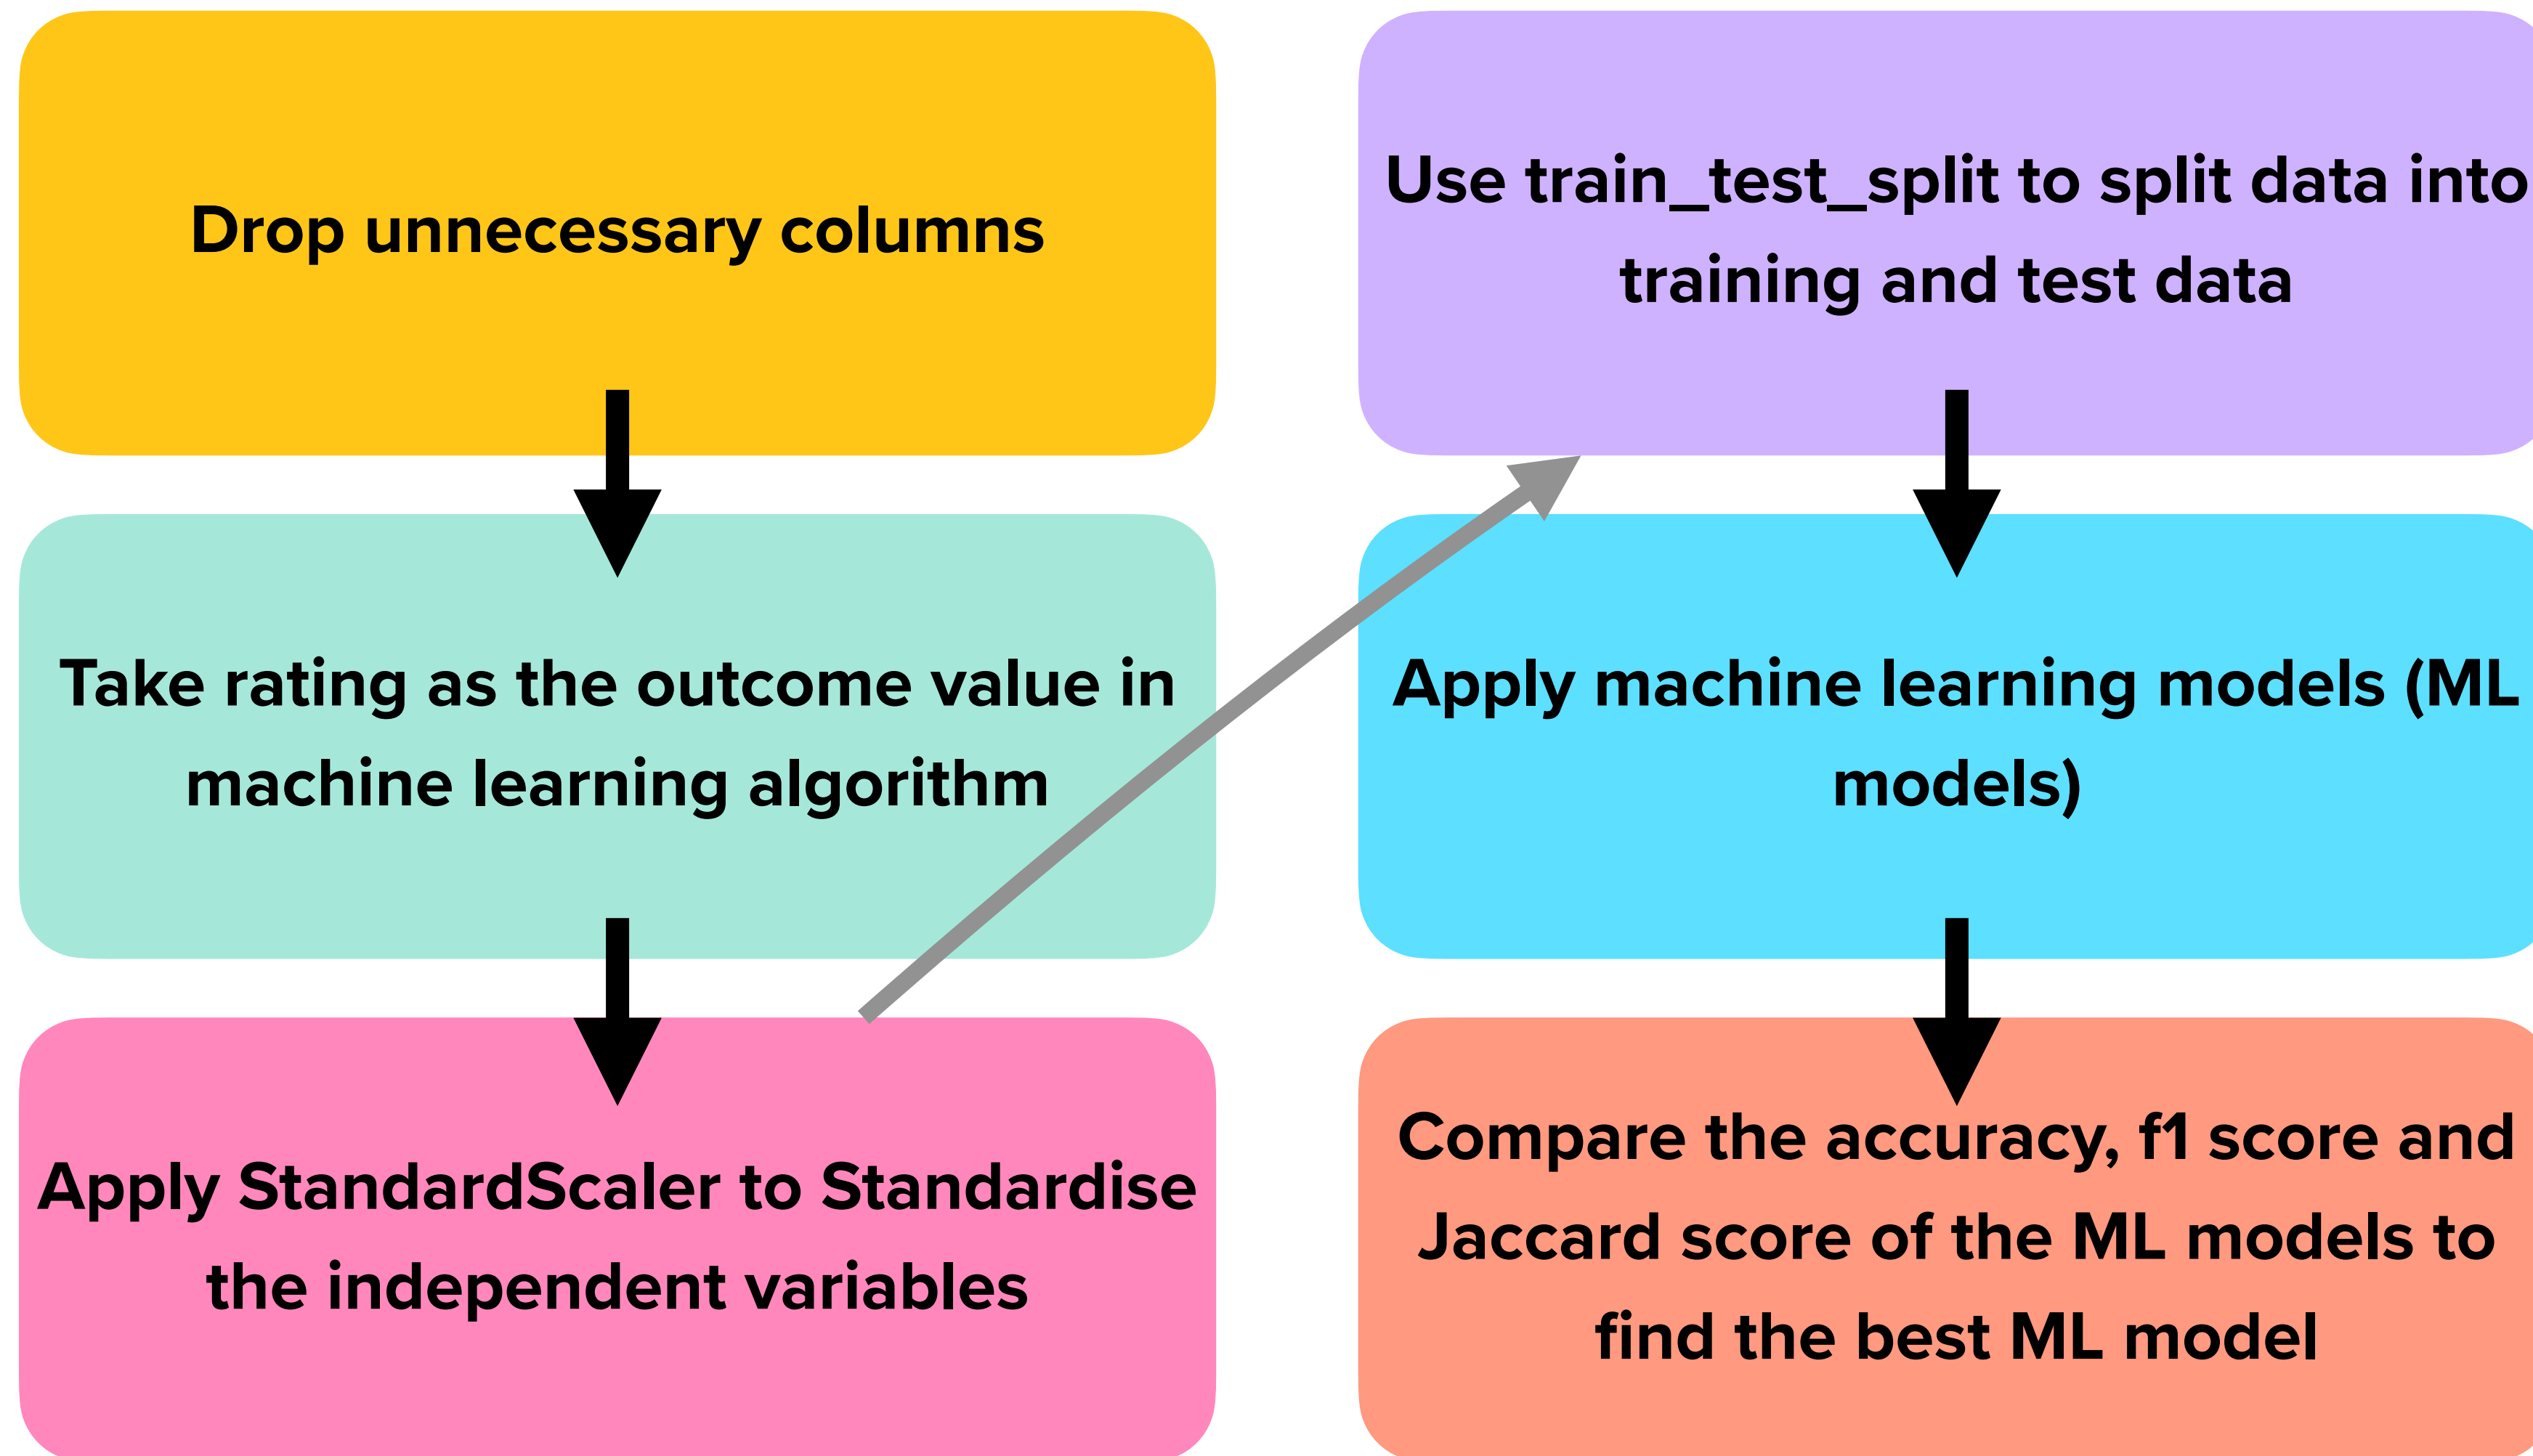 Drop unnecessary columns
Take rating as the outcome value in
machine learning algorithm
Apply StandardScaler to Standardise
the independent variables
Use train_test_split to split data into
training and test data
Apply machine learning models (ML
models)
Compare the accuracy, f1 score and
Jaccard score of the ML models to
find the best ML model